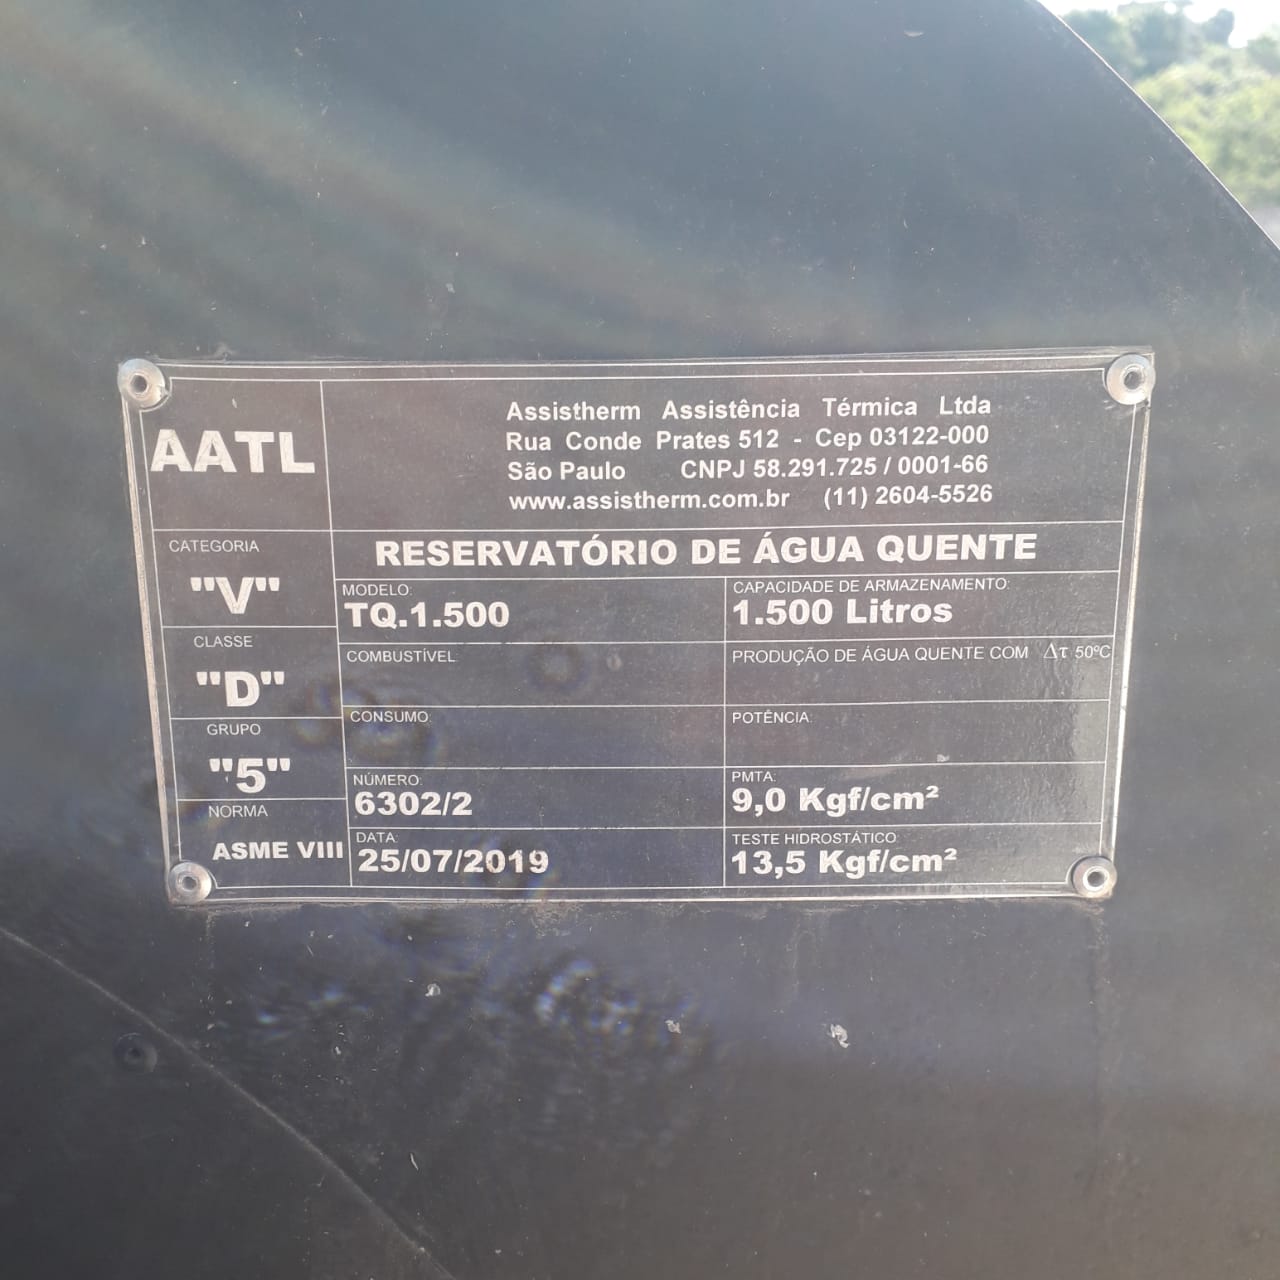 AATL
Assistherm Assistência Térmica Ltda
Rua Conde Prates 512 - Cep 03122-000
São Paulo CNPJ 58.291.725 / 0001-66
www.assistherm.com.br (11) 2604-5526
CATEGORIA
"V"
CLASSE
"D"
GRUPO
"5"
NORMA
ASME VIII
RESERVATÓRIO DE ÁGUA QUENTE
MODELO:
TQ.1.500
CAPACIDADE DE ARMAZENAMENTO:
1.500 Litros
COMBUSTÍVEL:
PRODUÇÃO DE ÁGUA QUENTE COM Δτ 50ºC
CONSUMO:
POTÊNCIA:
NÚMERO:
6302/2
PMTA:
9,0 Kgf/cm²
DATA:
25/07/2019
TESTE HIDROSTÁTICO:
13,5 Kgf/cm²